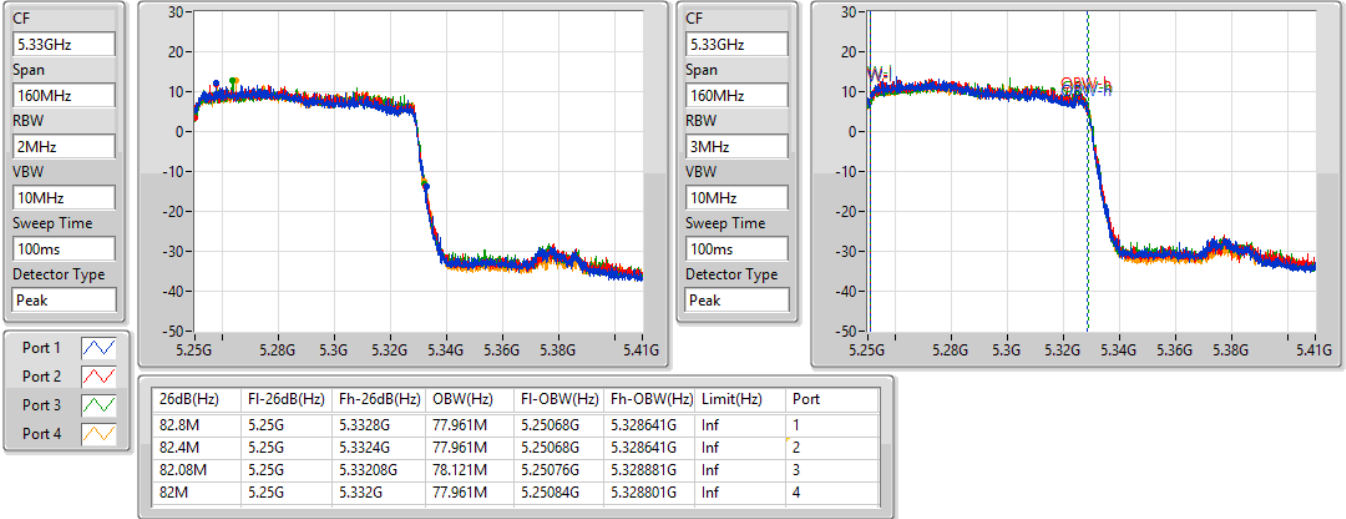 CF
5.33GHz
Span
160MHz
RBW
2MHz
VBW
10MHz
Sweep Time
100ms
Detector Type
Peak
30
20
10
0
-10
-20
-30
-40
-50
5.25G 5.28G 5.3G 5.32G 5.34G 5.36G 5.38G 5.41G
CF
5.33GHz
Span
160MHz
RBW
3MHz
VBW
10MHz
Sweep Time
100ms
Detector Type
Peak
30
20
10
0
-10
-20
-30
-40
-50
W-l
OBW-h
5.25G 5.28G 5.3G 5.32G 5.34G 5.36G 5.38G 5.41G
Port 1
Port 2
Port 3
Port 4
26dB(Hz) Fl-26dB(Hz) Fh-26dB(Hz) OBW(Hz) Fl-OBW(Hz) Fh-OBW(Hz) Limit(Hz) Port
82.8M 5.25G 5.3328G 77.961M 5.25068G 5.328641G Inf 1
82.4M 5.25G 5.3324G 77.961M 5.25068G 5.328641G Inf 2
82.08M 5.25G 5.33208G 78.121M 5.25076G 5.328881G Inf 3
82M 5.25G 5.332G 77.961M 5.25084G 5.328801G Inf 4